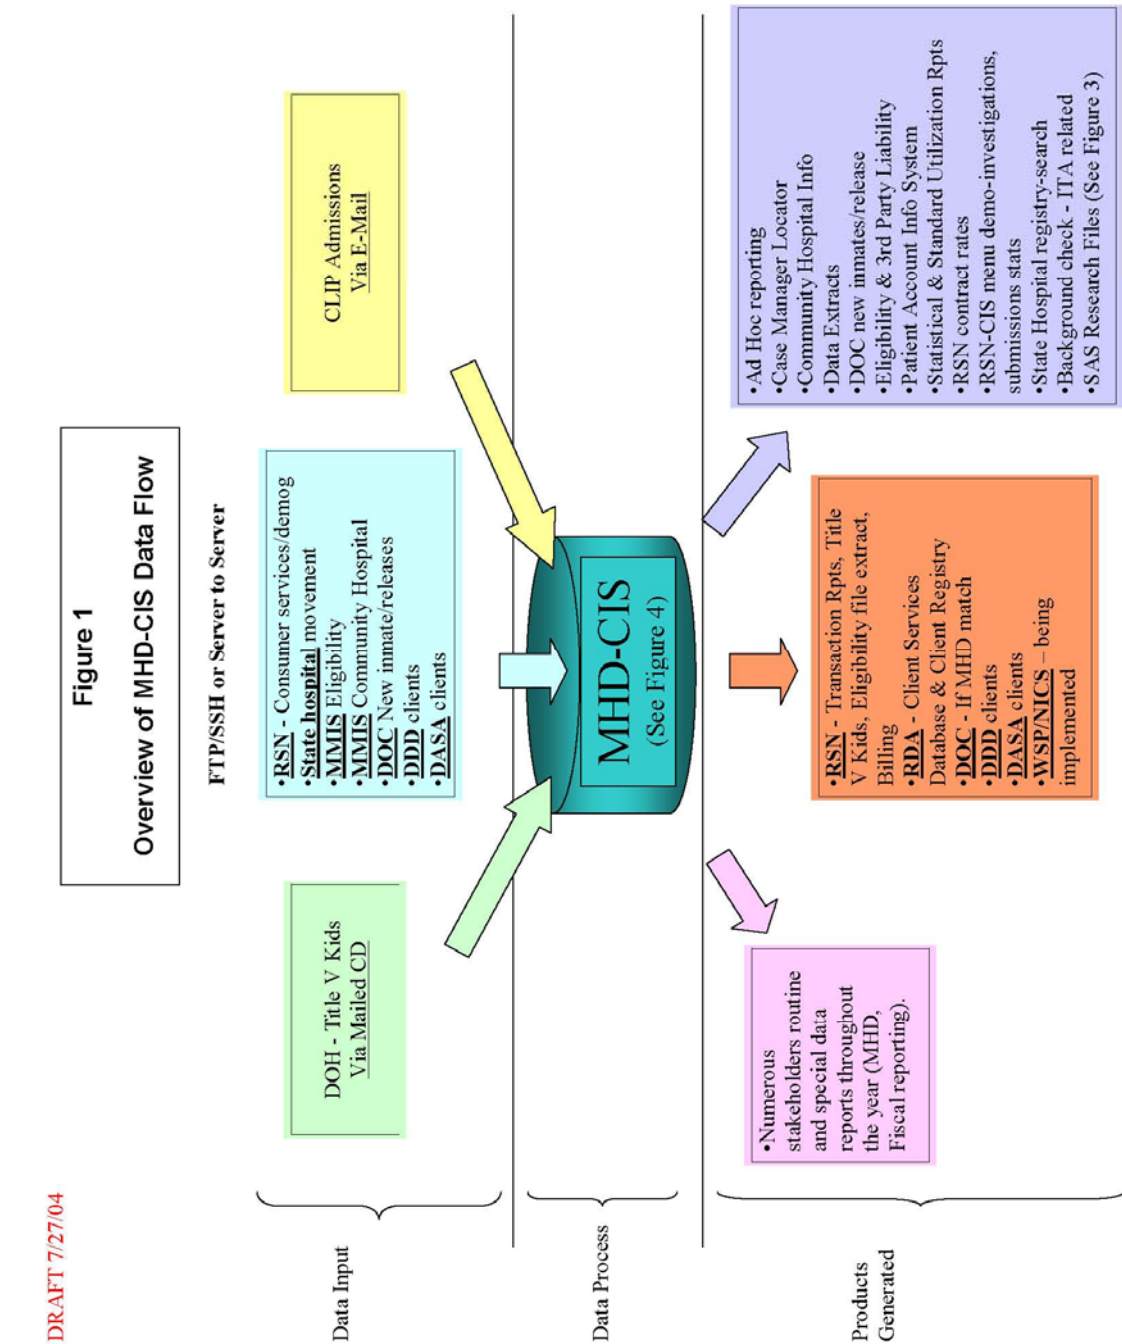 DRAFT 7/27/04
Figure 1
Overview of MHD-CIS Data Flow
FTP/SSH or Server to Server
Data Input
DOH - Title V Kids
Via Mailed CD
•RSN - Consumer services/demog
•State hospital movement
•MMIS Eligibility
•MMIS Community Hospital
•DOC New inmate/releases
•DDD clients
•DASA clients
CLIP Admissions
Via E-Mail
Data Process
MHD-CIS
(See Figure 4)
Products
Generated
•Numerous
stakeholders routine
and special data
reports throughout
the year (MHD,
Fiscal reporting).
•RSN - Transaction Rpts, Title
V Kids, Eligibility file extract,
Billing
•RDA - Client Services
Database & Client Registry
•DOC - If MHD match
•DDD clients
•DASA clients
•WSP/NICS – being
implemented
•Ad Hoc reporting
•Case Manager Locator
•Community Hospital Info
•Data Extracts
•DOC new inmates/release
•Eligibility & 3rd Party Liability
•Patient Account Info System
•Statistical & Standard Utilization Rpts
•RSN contract rates
•RSN-CIS menu demo-investigations,
submissions stats
•State Hospital registry-search
•Background check - ITA related
•SAS Research Files (See Figure 3)